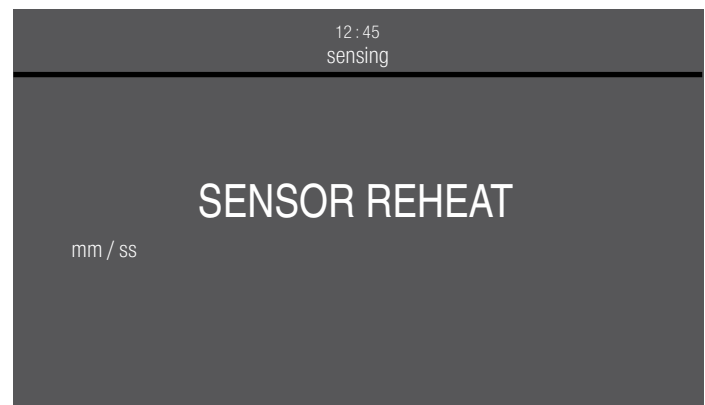 12 : 45
sensing
SENSOR REHEAT
mm / ss